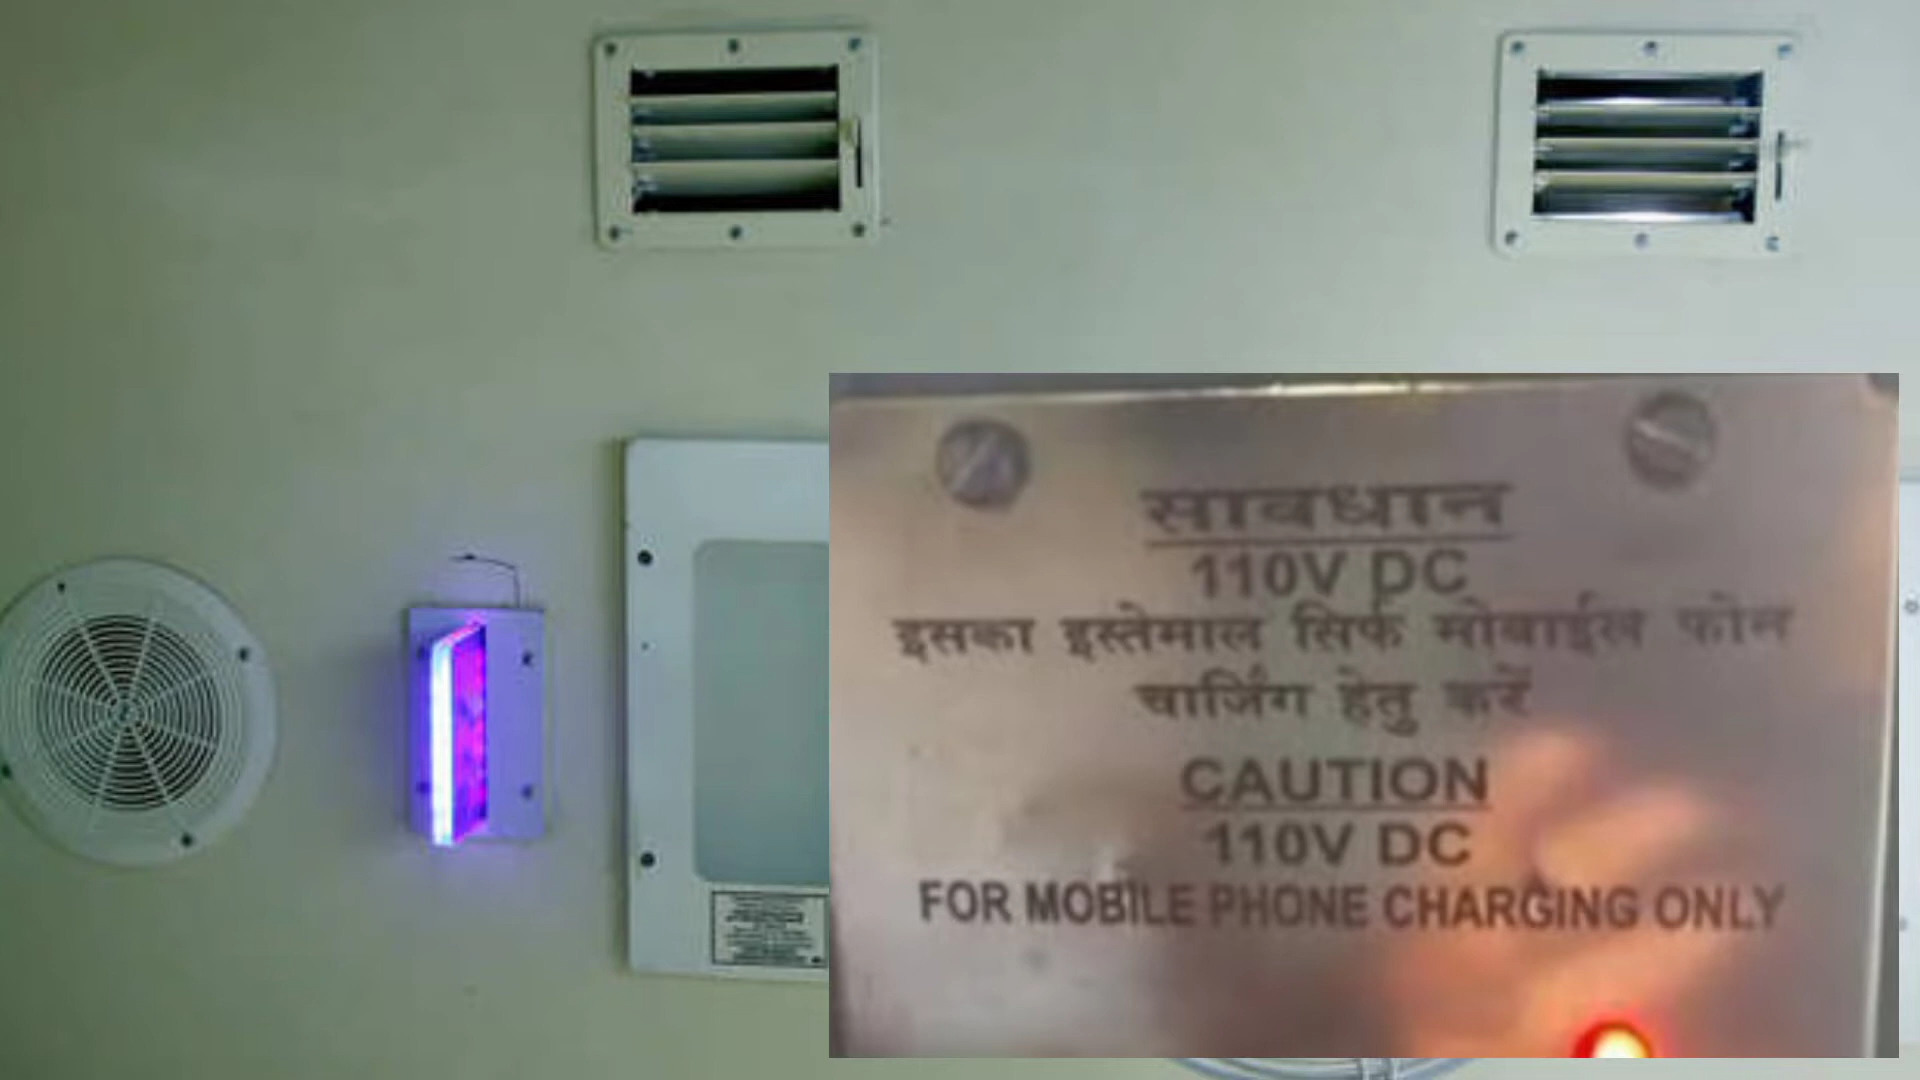 सावधान
110V DC
इसका इस्तेमाल सिर्फ मोबाईल फोन
चार्जिंग हेतु करें
CAUTION
110V DC
FOR MOBILE PHONE CHARGING ONLY